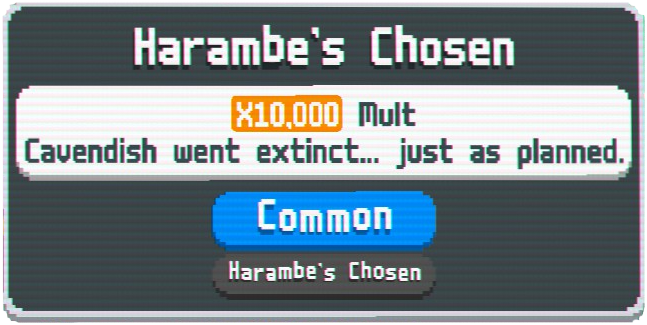 Harambe's Chosen
X10,000 Mult
Cavendish went extinct... just as planned.
Common
Harambe's Chosen